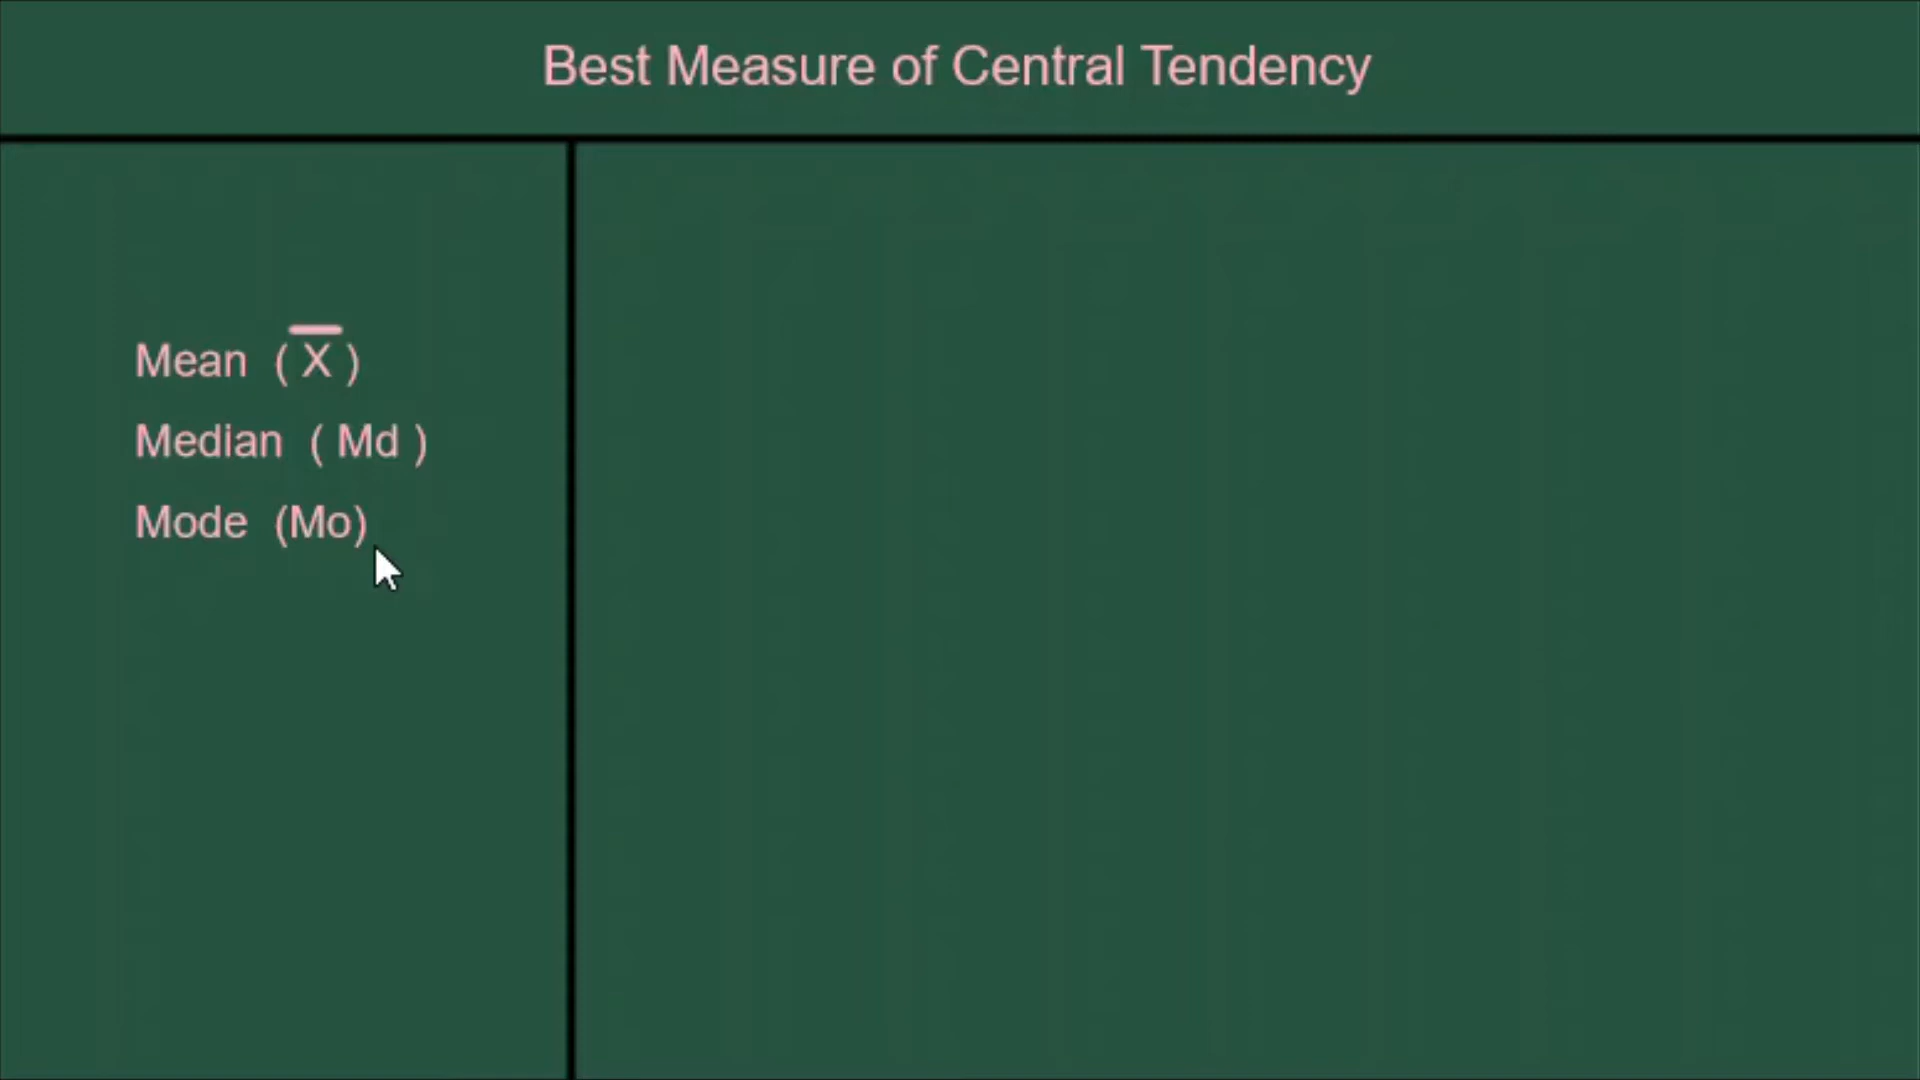 Best Measure of Central Tendency
Mean ( X̅ )
Median ( Md )
Mode (Mo)